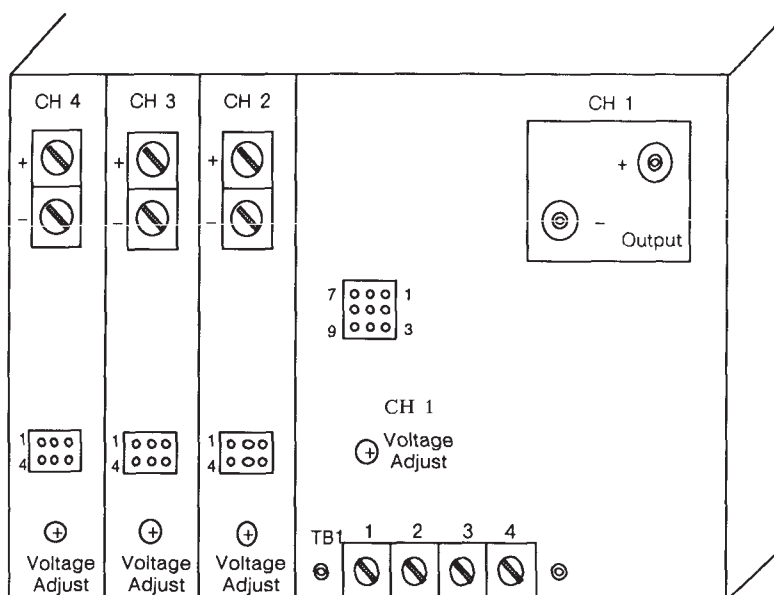 CH 4 CH 3 CH 2 CH 1
+ + + +
− − − −
Output
7 1
9 3
CH 1
Voltage
Adjust
1 1 1
4 4 4
TB1 1 2 3 4
Voltage Voltage Voltage
Adjust Adjust Adjust